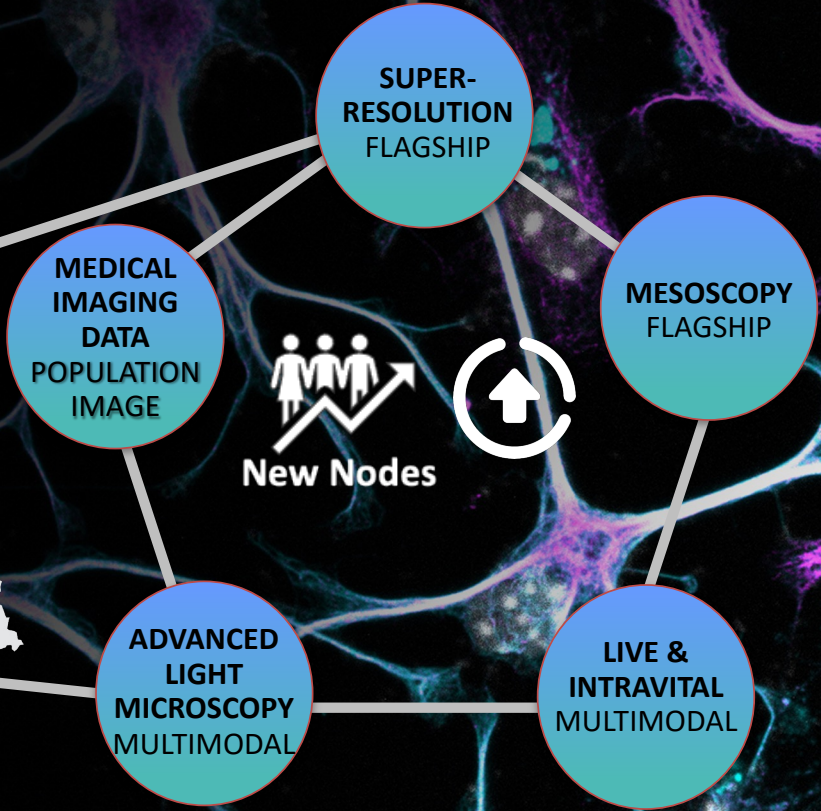 SUPER-
RESOLUTION
FLAGSHIP
MEDICAL
IMAGING
DATA
POPULATION
IMAGE
MESOSCOPY
FLAGSHIP
New Nodes
ADVANCED
LIGHT
MICROSCOPY
MULTIMODAL
LIVE &
INTRAVITAL
MULTIMODAL